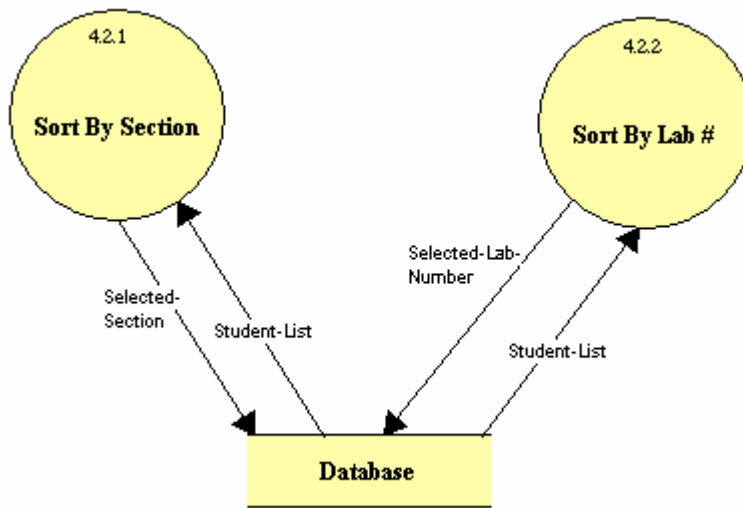 4.2.1
Sort By Section
4.2.2
Sort By Lab #
Selected-
Section
Student-List
Selected-Lab-
Number
Student-List
Database